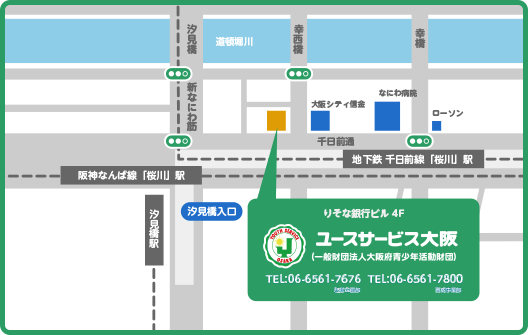 汐見橋
道頓堀川
幸西橋
幸橋
新なにわ筋
大阪シティ信金
なにわ病院
ローソン
千日前通
地下鉄 千日前線「桜川」駅
阪神なんば線「桜川」駅
汐見橋駅
汐見橋入口
りそな銀行ビル 4F
YOUTH SERVICE
OSAKA
ユースサービス大阪
(一般財団法人大阪府青少年活動財団)
TEL:06-6561-7676 TEL:06-6561-7800